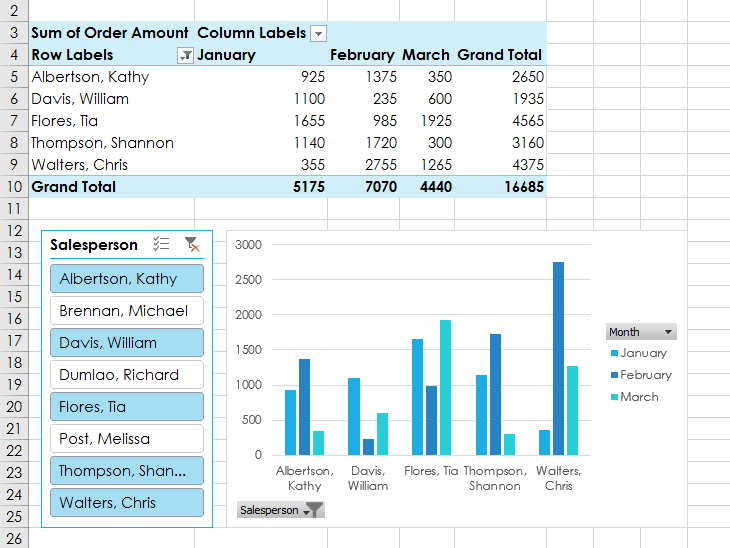 2
3 Sum of Order Amount Column Labels
4 Row Labels January February March Grand Total
5 Albertson, Kathy 925 1375 350 2650
6 Davis, William 1100 235 600 1935
7 Flores, Tia 1655 985 1925 4565
8 Thompson, Shannon 1140 1720 300 3160
9 Walters, Chris 355 2755 1265 4375
10 Grand Total 5175 7070 4440 16685
11
12
13
14
15
16
17
18
19
20
21
22
23
24
25
26
Salesperson
Albertson, Kathy
Brennan, Michael
Davis, William
Dumlao, Richard
Flores, Tia
Post, Melissa
Thompson, Shan...
Walters, Chris
3000
2500
2000
1500
1000
500
0
Albertson, Davis, Flores, Tia Thompson, Walters,
Kathy William Shannon Chris
Salesperson
Month
January
February
March